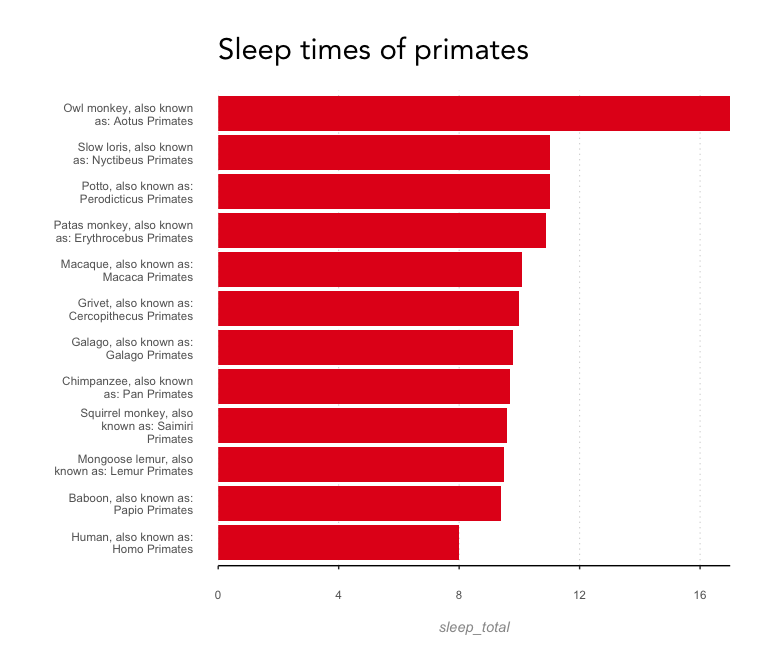 Sleep times of primates
Owl monkey, also known
as: Aotus Primates
Slow loris, also known
as: Nyctibeus Primates
Potto, also known as:
Perodicticus Primates
Patas monkey, also known
as: Erythrocebus Primates
Macaque, also known as:
Macaca Primates
Grivet, also known as:
Cercopithecus Primates
Galago, also known as:
Galago Primates
Chimpanzee, also known
as: Pan Primates
Squirrel monkey, also
known as: Saimiri
Primates
Mongoose lemur, also
known as: Lemur Primates
Baboon, also known as:
Papio Primates
Human, also known as:
Homo Primates
0 4 8 12 16
sleep_total